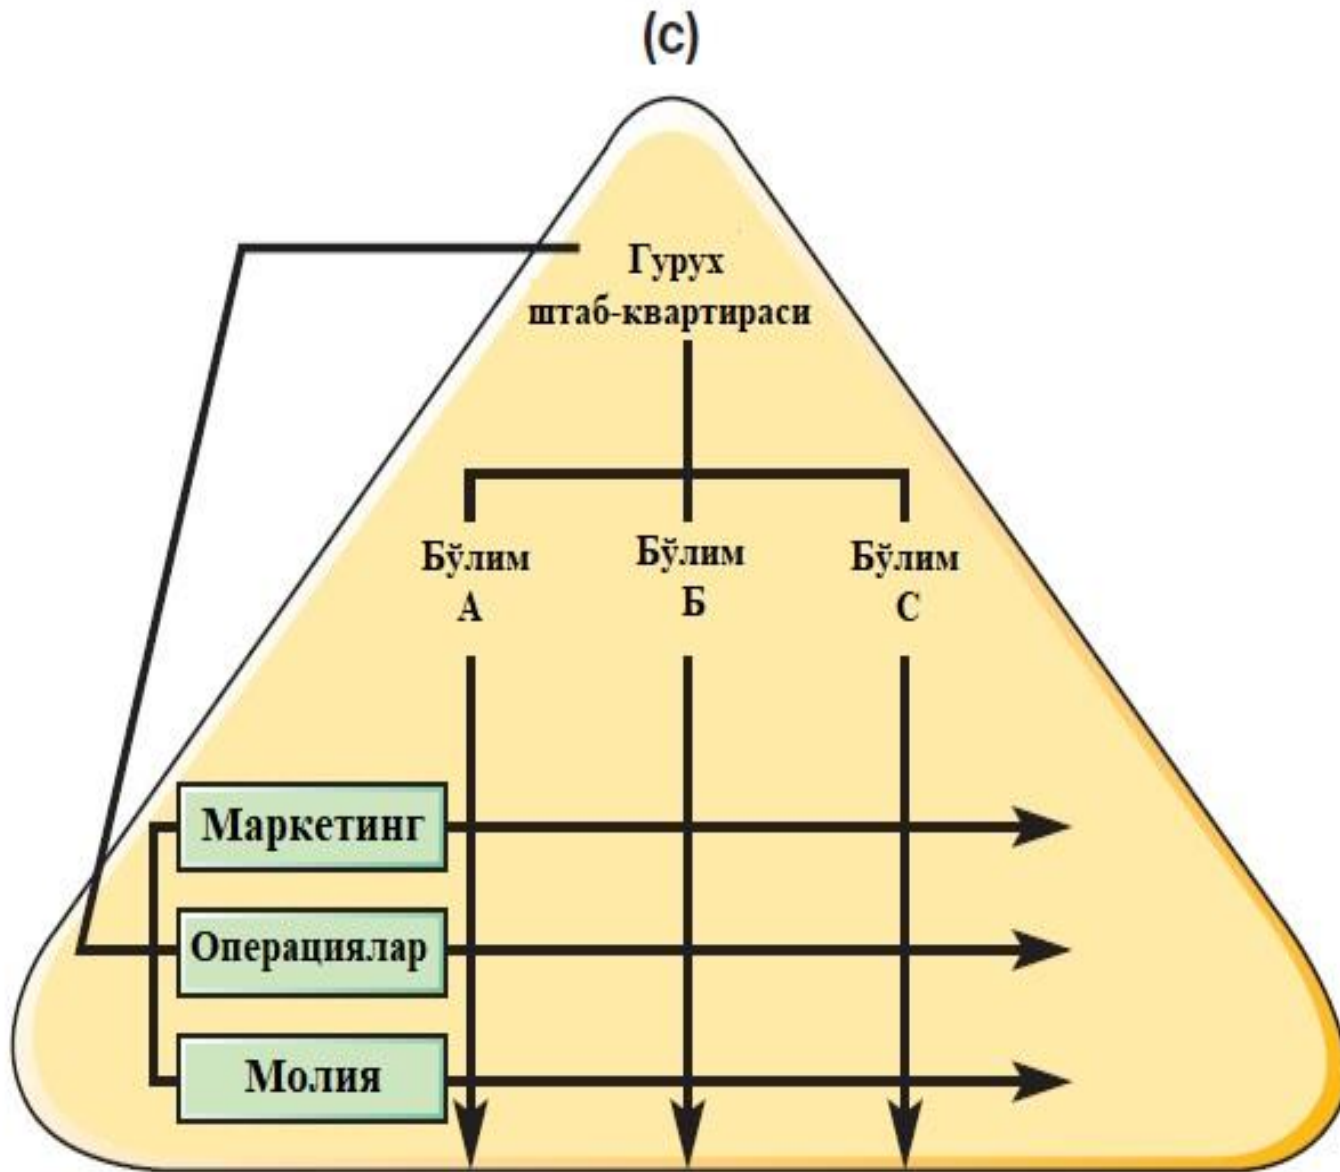 (c)
Гурух
штаб-квартираси
Бўлим
А
Бўлим
Б
Бўлим
С
Маркетинг
Операциялар
Молия